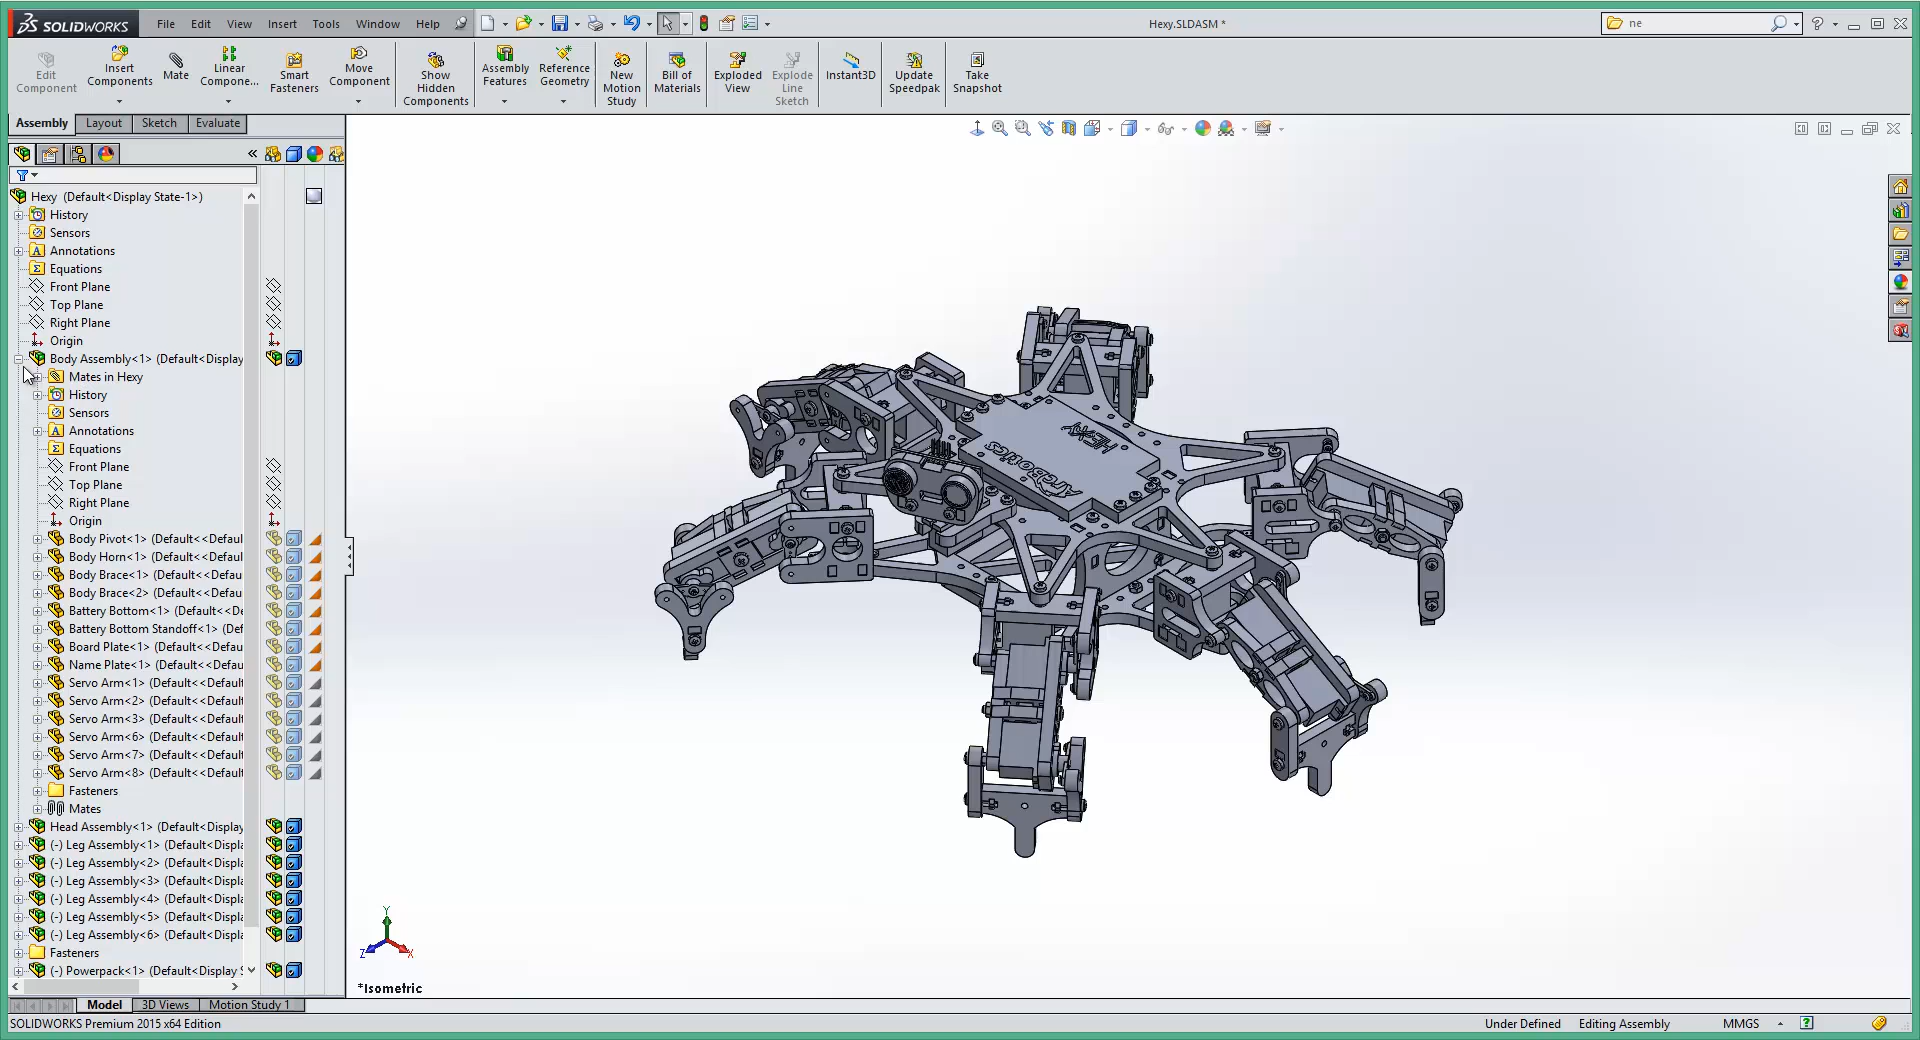 SOLIDWORKS File Edit View Insert Tools Window Help Hexy.SLDASM * ne
Edit Component
Insert Components
Mate
Linear Compone...
Smart Fasteners
Move Component
Show Hidden Components
Assembly Features
Reference Geometry
New Motion Study
Bill of Materials
Exploded View
Explode Line Sketch
Instant3D
Update Speedpak
Take Snapshot
Assembly Layout Sketch Evaluate
Hexy (Default<Display State-1>)
History
Sensors
Annotations
Equations
Front Plane
Top Plane
Right Plane
Origin
Body Assembly<1> (Default<Display
Mates in Hexy
History
Sensors
Annotations
Equations
Front Plane
Top Plane
Right Plane
Origin
Body Pivot<1> (Default<<Defaul
Body Horn<1> (Default<<Defaul
Body Brace<1> (Default<<Defau
Body Brace<2> (Default<<Defau
Battery Bottom<1> (Default<<De
Battery Bottom Standoff<1> (Def
Board Plate<1> (Default<<Defau
Name Plate<1> (Default<<Defau
Servo Arm<1> (Default<<Default
Servo Arm<2> (Default<<Default
Servo Arm<3> (Default<<Default
Servo Arm<6> (Default<<Default
Servo Arm<7> (Default<<Default
Servo Arm<8> (Default<<Default
Fasteners
Mates
Head Assembly<1> (Default<Display
(-) Leg Assembly<1> (Default<Displa
(-) Leg Assembly<2> (Default<Displa
(-) Leg Assembly<3> (Default<Displa
(-) Leg Assembly<4> (Default<Displa
(-) Leg Assembly<5> (Default<Displa
(-) Leg Assembly<6> (Default<Displa
Fasteners
(-) Powerpack<1> (Default<Display S
HEXY
ArcBotics
Y
Z
X
*Isometric
Model 3D Views Motion Study 1
SOLIDWORKS Premium 2015 x64 Edition Under Defined Editing Assembly MMGS